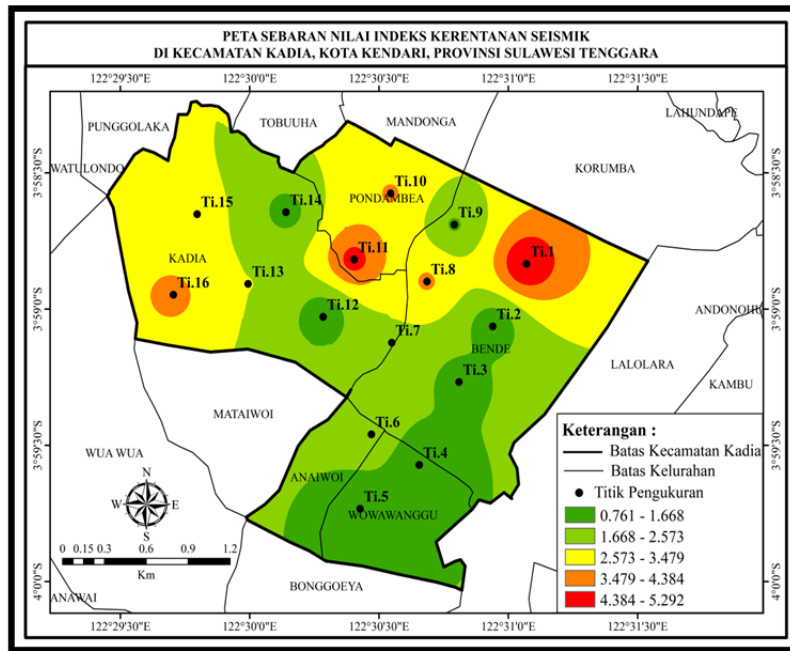 PETA SEBARAN NILAI INDEKS KERENTANAN SEISMIK
DI KECAMATAN KADIA, KOTA KENDARI, PROVINSI SULAWESI TENGGARA
122°29'30"E 122°30'0"E 122°30'30"E 122°31'0"E 122°31'30"E
LAHUNDAPE
PUNGGOLAKA TOBUUHA MANDONGA
WATULONDO KORUMBA
3°58'30"S 3°58'30"S
Ti.10
PONDAMBEA
Ti.15 Ti.14
Ti.9
Ti.11 Ti.1
KADIA
Ti.16 Ti.13 Ti.8
3°59'0"S 3°59'0"S
ANDONOHU
Ti.12 Ti.2
Ti.7
BENDE
LALOLARA
Ti.3
KAMBU
MATAIWOI
Ti.6
WUA WUA
3°59'30"S 3°59'30"S
Ti.4
ANAIWOI
Ti.5
WOWAWANGGU
N
W E
S
0 0.15 0.3 0.6 0.9 1.2
Km
BONGGOEYA
ANAWAI
4°0'0"S 4°0'0"S
Keterangan :
Batas Kecamatan Kadia
Batas Kelurahan
Titik Pengukuran
0.761 - 1.668
1.668 - 2.573
2.573 - 3.479
3.479 - 4.384
4.384 - 5.292
122°29'30"E 122°30'0"E 122°30'30"E 122°31'0"E 122°31'30"E